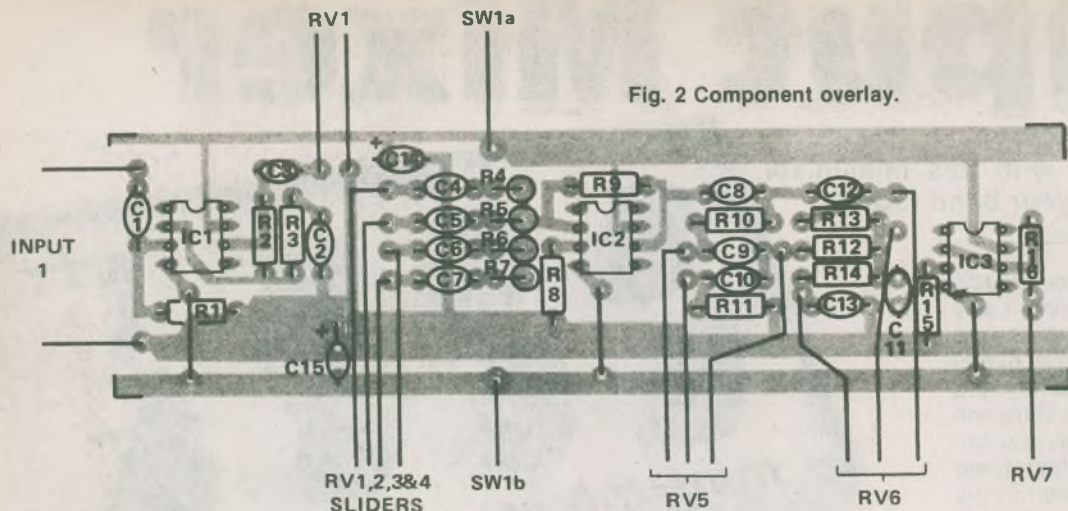 RV1
SW1a
Fig. 2 Component overlay.
INPUT
1
C1
IC1
R1
C3
R2
R3
C2
C15
C4
C5
C6
C7
R4
R5
R6
R7
R8
R9
IC2
C8
R10
C9
C10
R11
C12
R13
R12
R14
C13
C
11
R15
IC3
R16
RV1,2,3&4
SLIDERS
SW1b
RV5
RV6
RV7